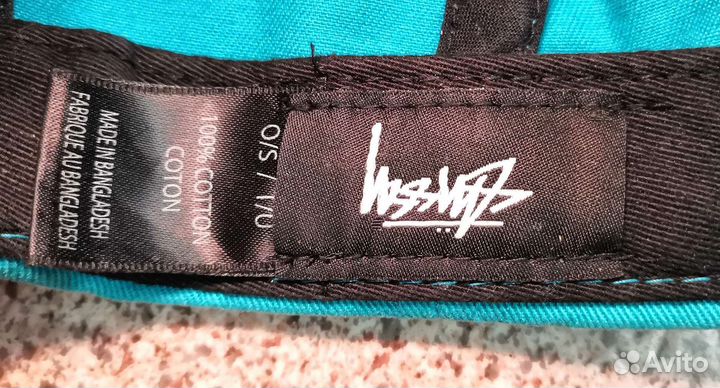 O/S / T/U
100% COTTON
COTON
MADE IN BANGLADESH
FABRIQUE AU BANGLADESH
Stüssy
Avito